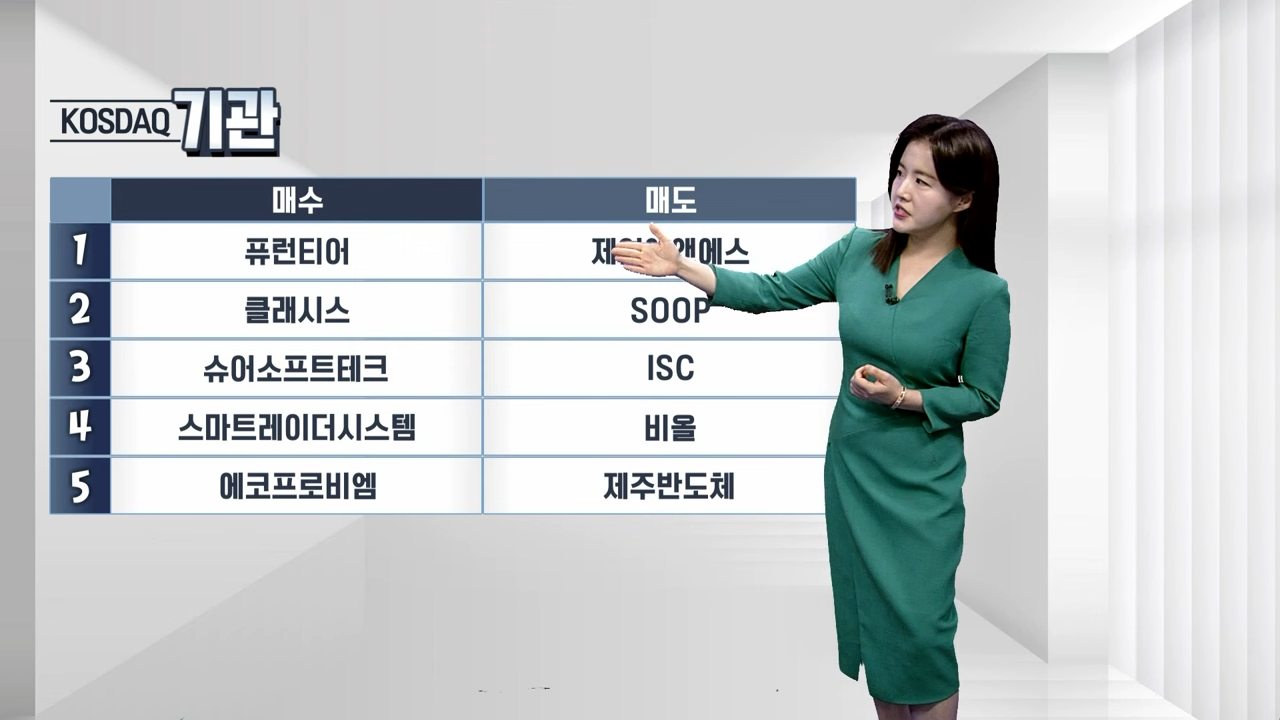 KOSDAQ 기관
매수 매도
1 퓨런티어
2 클래시스 SOOP
3 슈어소프트테크 ISC
4 스마트레이더시스템 비올
5 에코프로비엠 제주반도체